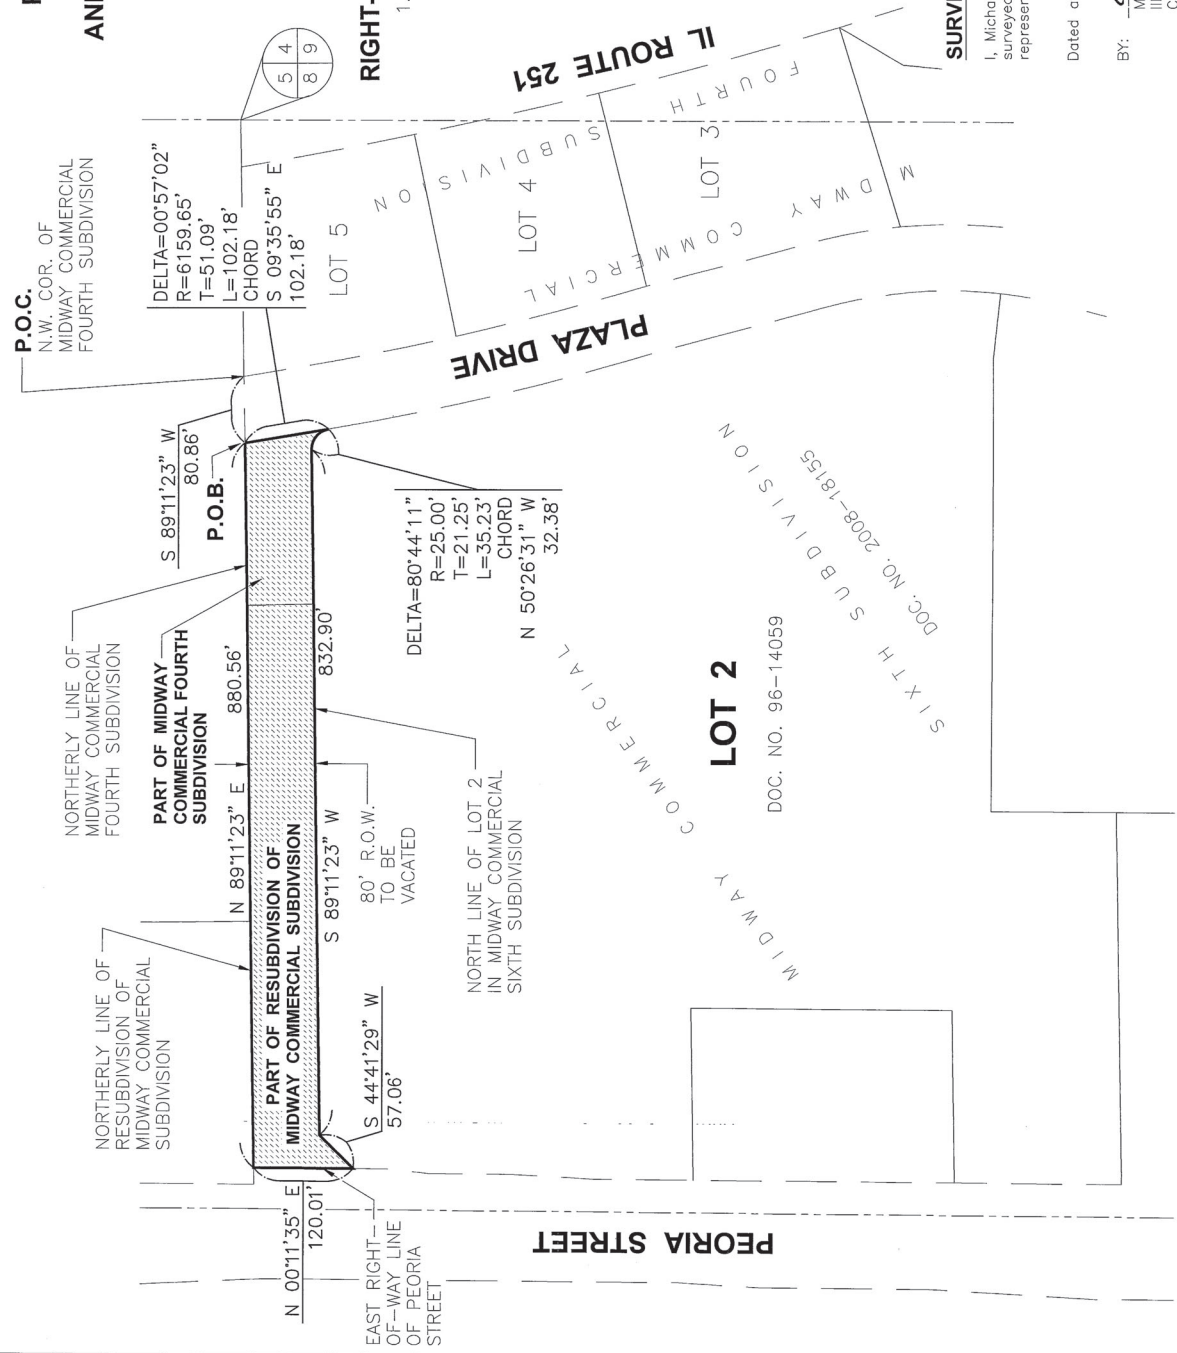 P.O.C.
N.W. COR. OF
MIDWAY COMMERCIAL
FOURTH SUBDIVISION
AN
5 4
8 9
RIGHT-
IL ROUTE 251
DELTA=00°57'02"
R=6159.65'
T=51.09'
L=102.18'
CHORD
S 09°35'55" E
102.18'
S 89°11'23" W
80.86'
P.O.B.
LOT 5
LOT 4
LOT 3
MIDWAY COMMERCIAL
FOURTH SUBDIVISION
PLAZA DRIVE
NORTHERLY LINE OF
MIDWAY COMMERCIAL
FOURTH SUBDIVISION
PART OF MIDWAY
COMMERCIAL FOURTH
SUBDIVISION
N 89°11'23" E 880.56'
S 89°11'23" W 832.90'
DELTA=80°44'11"
R=25.00'
T=21.25'
L=35.23'
CHORD
N 50°26'31" W
32.38'
NORTHERLY LINE OF
RESUBDIVISION OF
MIDWAY COMMERCIAL
SUBDIVISION
PART OF RESUBDIVISION OF
MIDWAY COMMERCIAL SUBDIVISION
80' R.O.W.
TO BE
VACATED
NORTH LINE OF LOT 2
IN MIDWAY COMMERCIAL
SIXTH SUBDIVISION
S 44°41'29" W
57.06'
N 00°11'35" E
120.01'
EAST RIGHT-
OF-WAY LINE
OF PEORIA
STREET
PEORIA STREET
LOT 2
DOC. NO. 96-14059
MIDWAY COMMERCIAL
SIXTH SUBDIVISION
DOC. NO. 2008-18155
SURVE
I, Micha
surveyed
represen
Dated a
BY: